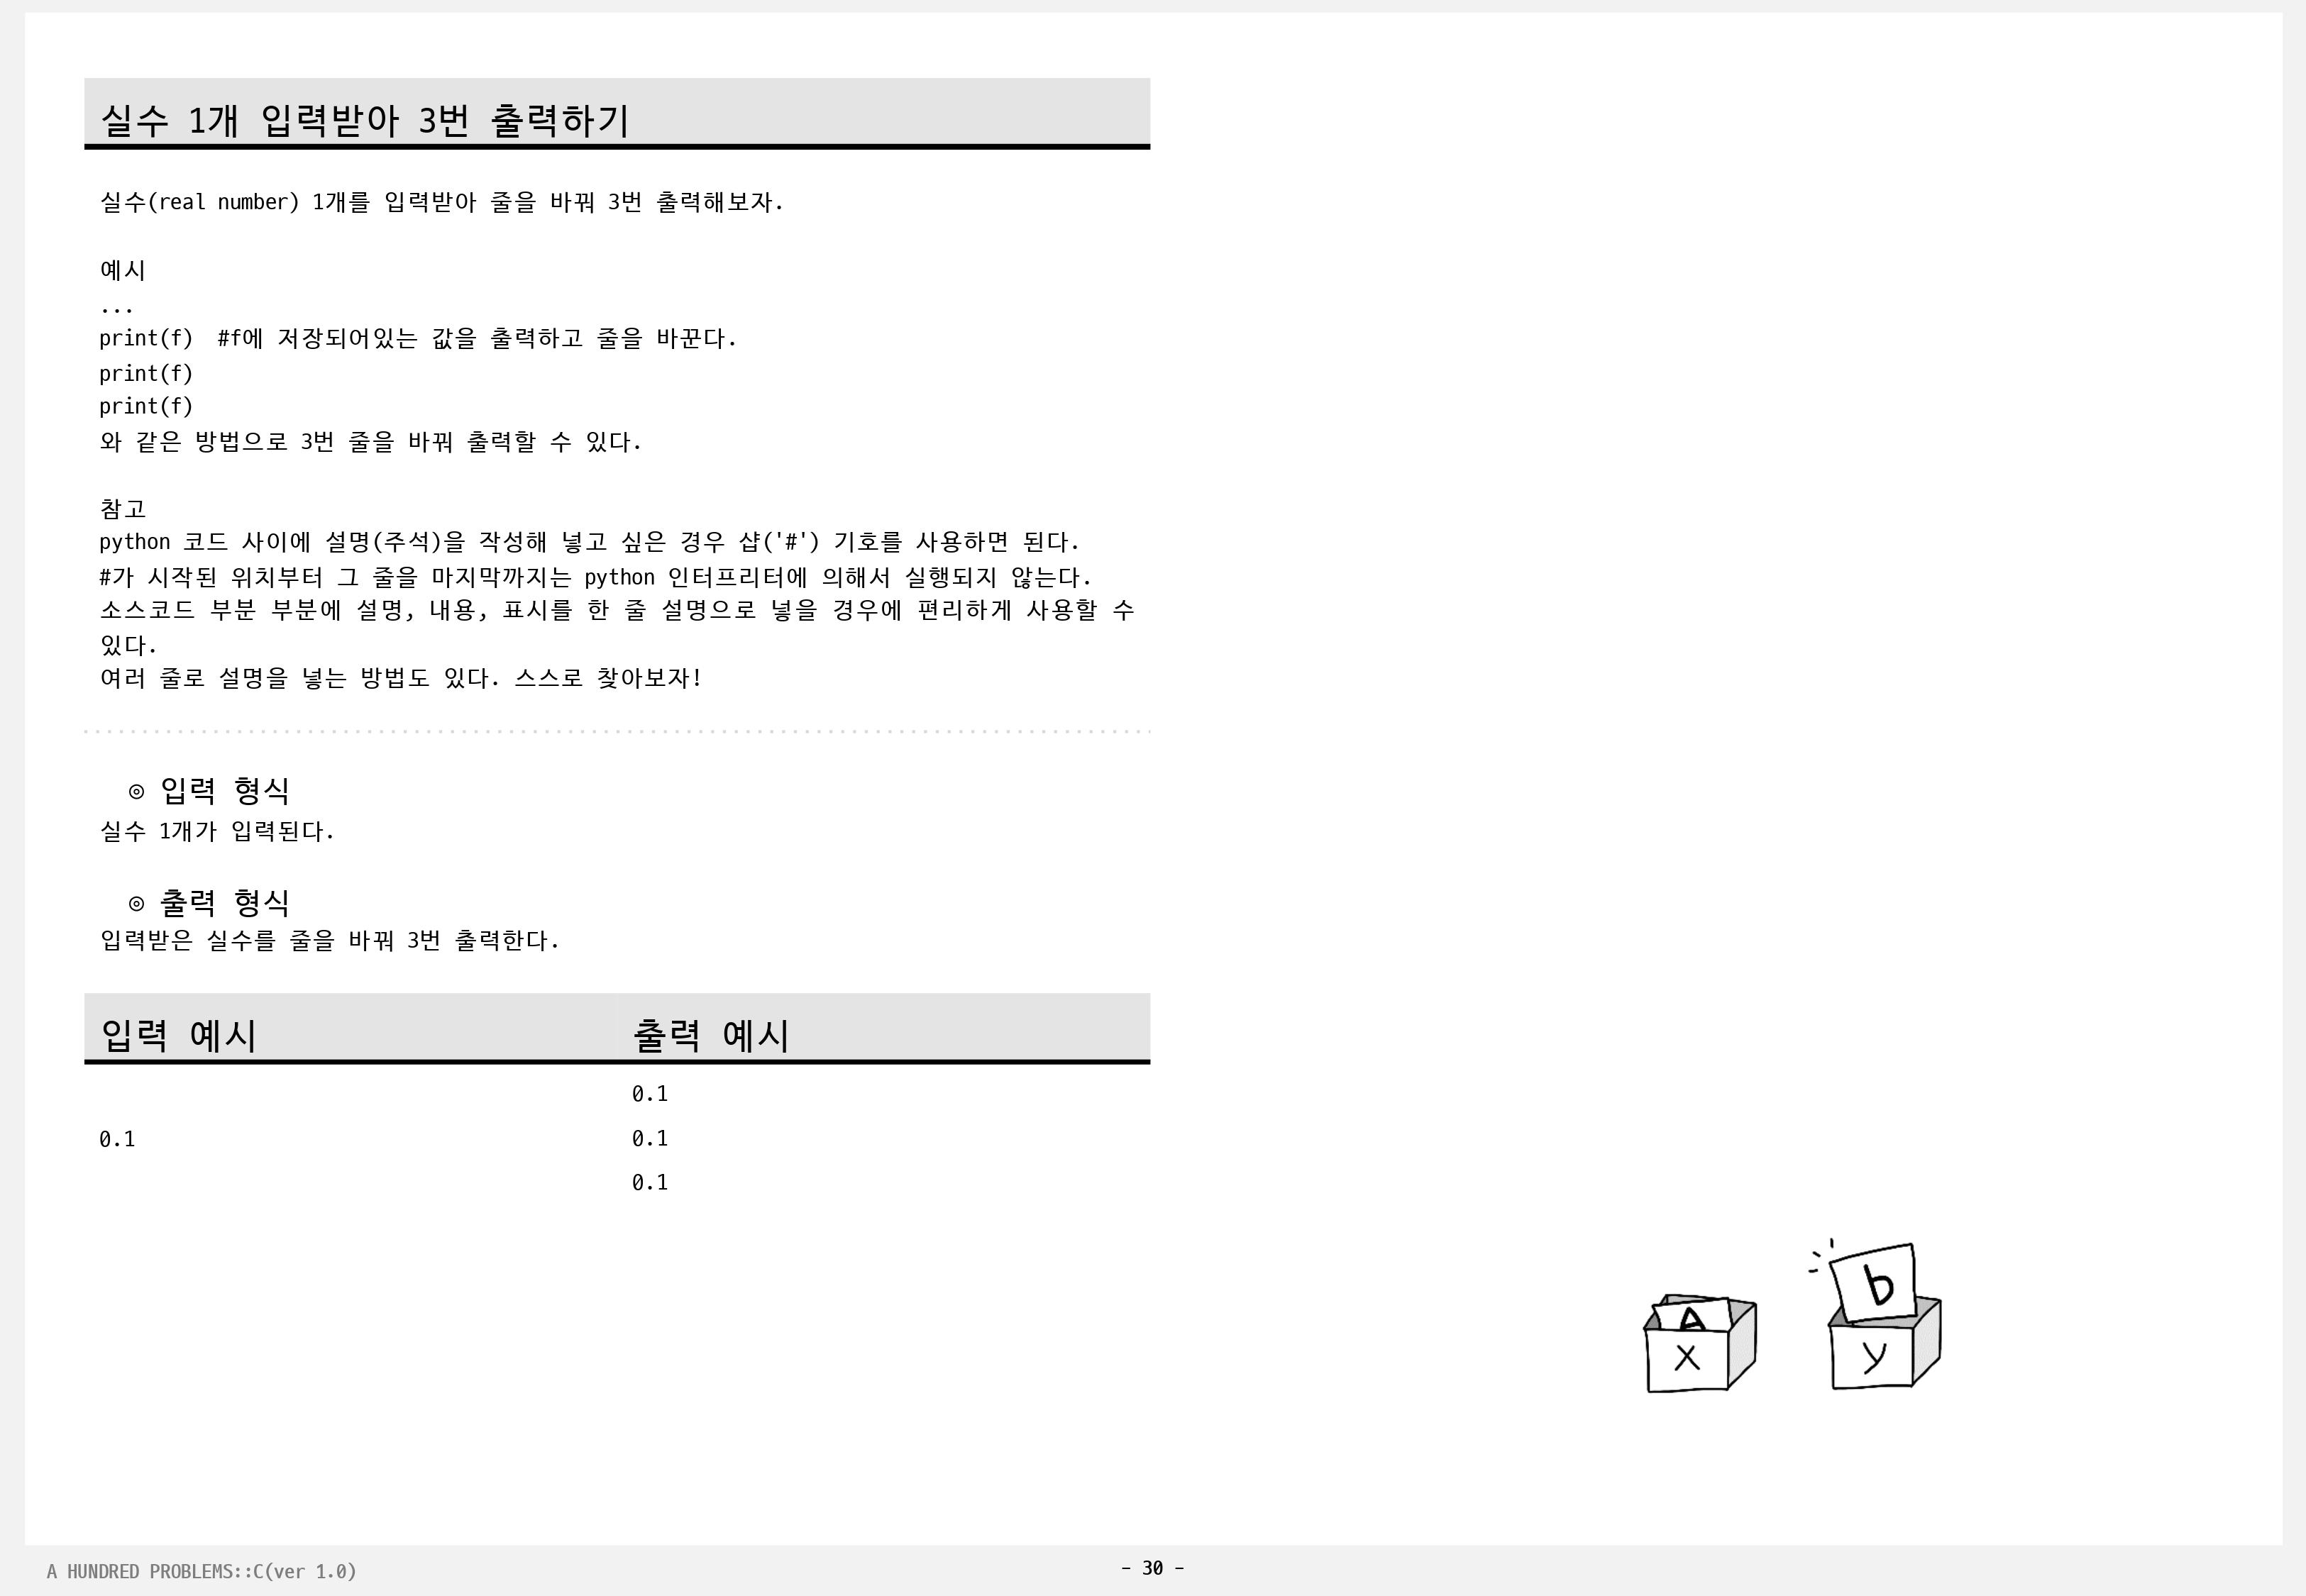 실수 1개 입력받아 3번 출력하기
실수(real number) 1개를 입력받아 줄을 바꿔 3번 출력해보자.
예시
...
print(f)  #f에 저장되어있는 값을 출력하고 줄을 바꾼다.
print(f)
print(f)
와 같은 방법으로 3번 줄을 바꿔 출력할 수 있다.
참고
python 코드 사이에 설명(주석)을 작성해 넣고 싶은 경우 샵('#') 기호를 사용하면 된다.
#가 시작된 위치부터 그 줄을 마지막까지는 python 인터프리터에 의해서 실행되지 않는다.
소스코드 부분 부분에 설명, 내용, 표시를 한 줄 설명으로 넣을 경우에 편리하게 사용할 수
있다.
여러 줄로 설명을 넣는 방법도 있다. 스스로 찾아보자!
◎ 입력 형식
실수 1개가 입력된다.
◎ 출력 형식
입력받은 실수를 줄을 바꿔 3번 출력한다.
입력 예시 출력 예시
0.1
0.1 0.1
0.1
A b
X y
A HUNDRED PROBLEMS::C(ver 1.0) - 30 -